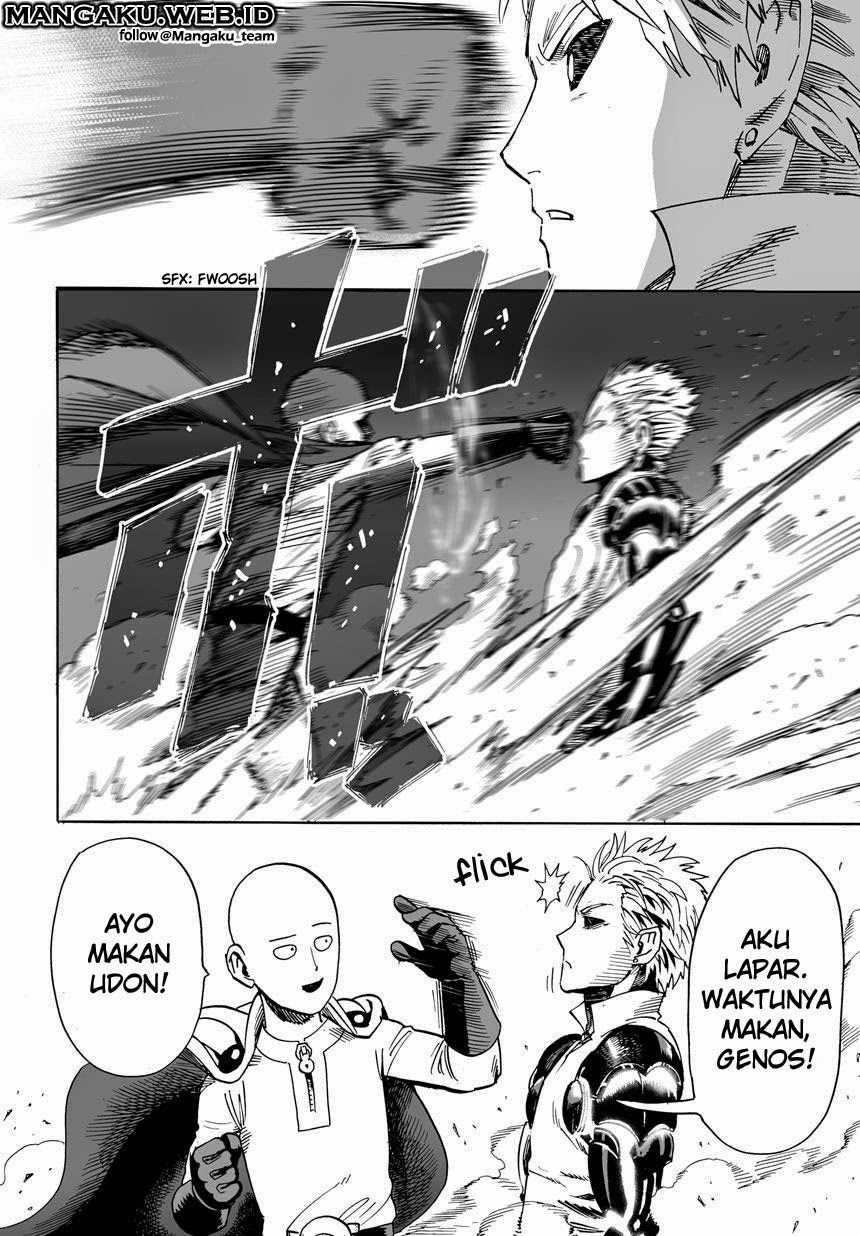 MANGAKU.WEB.ID
follow @Mangaku_team
SFX: FWOOSH
flick
AKU
LAPAR.
WAKTUNYA
MAKAN,
GENOS!
AYO
MAKAN
UDON!